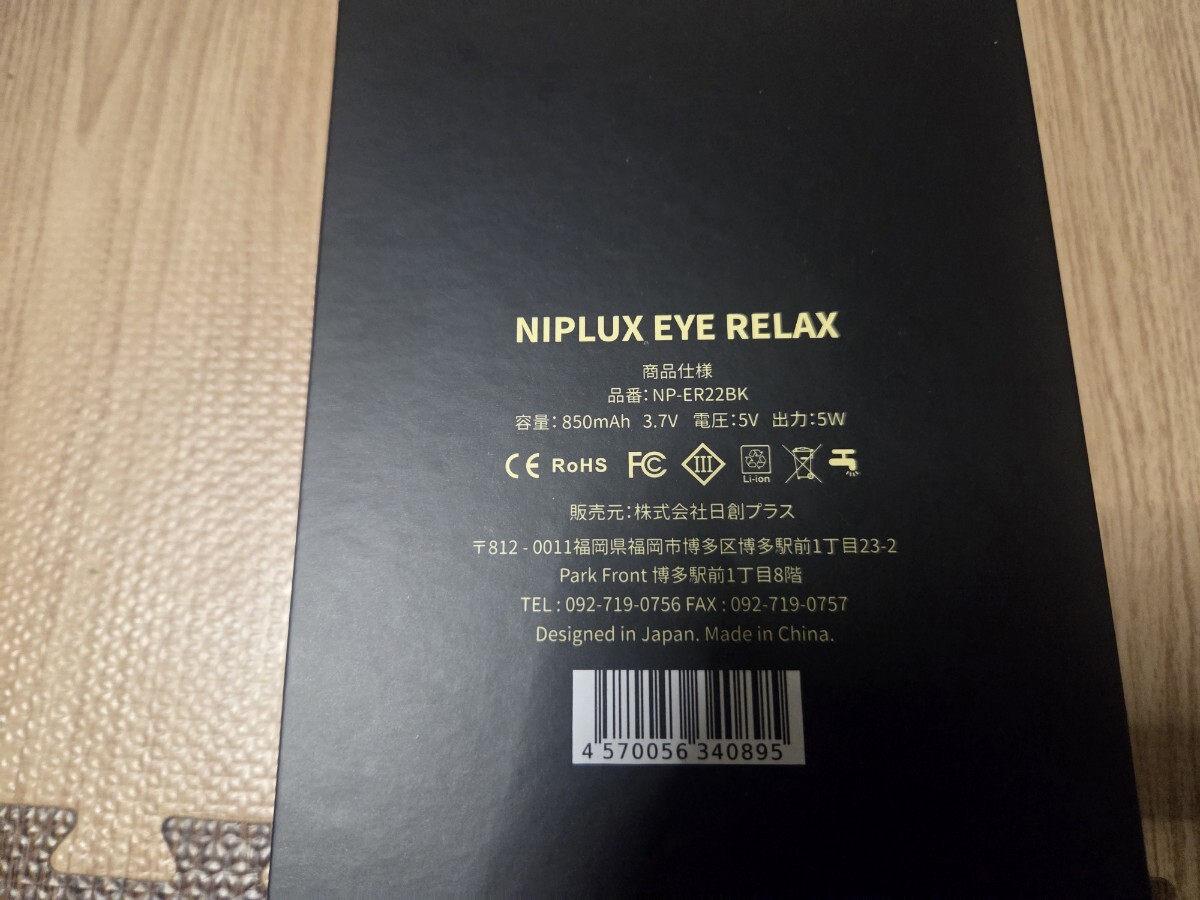 NIPLUX EYE RELAX
商品仕様
品番：NP-ER22BK
容量：850mAh 3.7V 電圧：5V 出力：5W
CE RoHS FC III Li-ion
販売元：株式会社日創プラス
〒812 - 0011福岡県福岡市博多区博多駅前1丁目23-2
Park Front 博多駅前1丁目8階
TEL : 092-719-0756 FAX : 092-719-0757
Designed in Japan. Made in China.
4 570056 340895